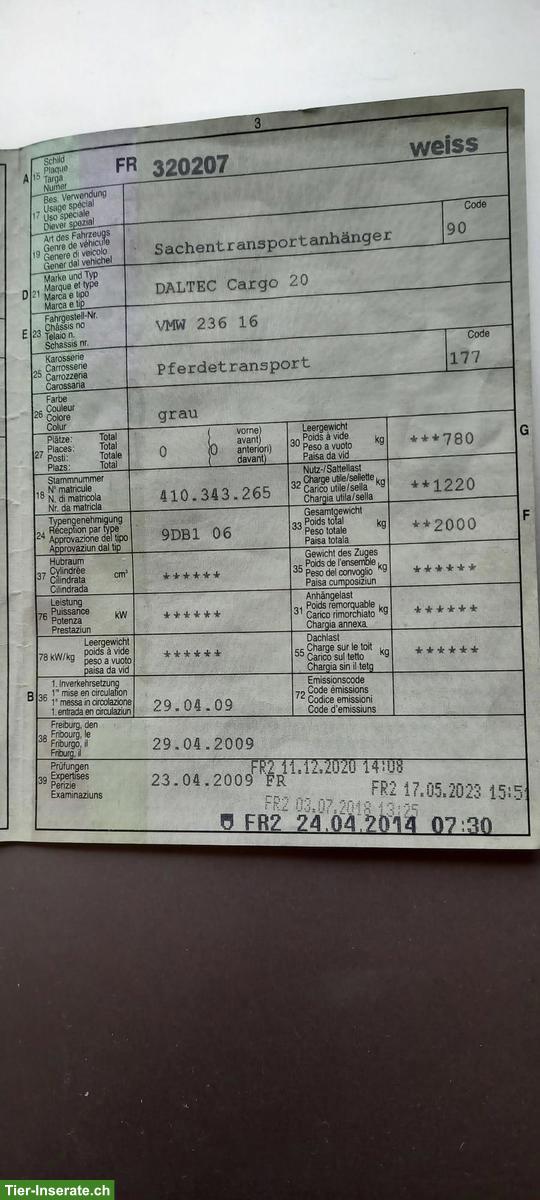 3
A 15 Schild
Plaque
Targa
Numer
FR 320207 weiss
17 Bes. Verwendung
Usage spécial
Uso speciale
Diever spezial
19 Art des Fahrzeugs
Genre de véhicule
Genere di veicolo
Gener dal vehichel
Sachentransportanhänger
Code
90
D 21 Marke und Typ
Marque et type
Marca e tipo
Marca e tip
DALTEC Cargo 20
E 23 Fahrgestell-Nr.
Châssis no
Telaio n.
Schassis nr.
VMW 236 16
25 Karosserie
Carrosserie
Carrozzeria
Carossaria
Pferdetransport
Code
177
26 Farbe
Couleur
Colore
Colur
grau
27 Plätze: Total
Places: Total
Posti: Totale
Plazs: Total
0
(0
vorne)
avant)
anteriori)
davant)
30 Leergewicht
Poids à vide
Peso a vuoto
Paisa da vid
kg
***780
G
18 Stammnummer
N° matricule
N. di matricola
Nr. da matricla
410.343.265
32 Nutz-/Sattellast
Charge utile/sellette
Carico utile/sella
Chargia utila/sella
kg
**1220
24 Typengenehmigung
Réception par type
Approvazione del tipo
Approvaziun dal tip
9DB1 06
33 Gesamtgewicht
Poids total
Peso totale
Paisa totala
kg
**2000
F
37 Hubraum
Cylindrée
Cilindrata
Cilindrada
cm³
******
35 Gewicht des Zuges
Poids de l'ensemble
Peso del convoglio
Paisa cumposiziun
kg
******
76 Leistung
Puissance
Potenza
Prestaziun
kW
******
31 Anhängelast
Poids remorquable
Carico rimorchiato
Chargia annexa
kg
******
78 kW/kg Leergewicht
poids à vide
peso a vuoto
paisa da vid
******
55 Dachlast
Charge sur le toit
Carico sul tetto
Chargia sin il tetg
kg
******
B 36 1. Inverkehrsetzung
1re mise en circulation
1a messa in circolazione
1. entrada en circulaziun
29.04.09
72 Emissionscode
Code émissions
Codice emissioni
Code d'emissiuns
38 Freiburg, den
Fribourg, le
Friburgo, il
Friburg, il
29.04.2009
39 Prüfungen
Expertises
Perizie
Examinaziuns
FR2 11.12.2020 14:08
23.04.2009 FR
FR2 17.05.2023 15:51
FR2 03.07.2018 13:25
FR2 24.04.2014 07:30
Tier-Inserate.ch